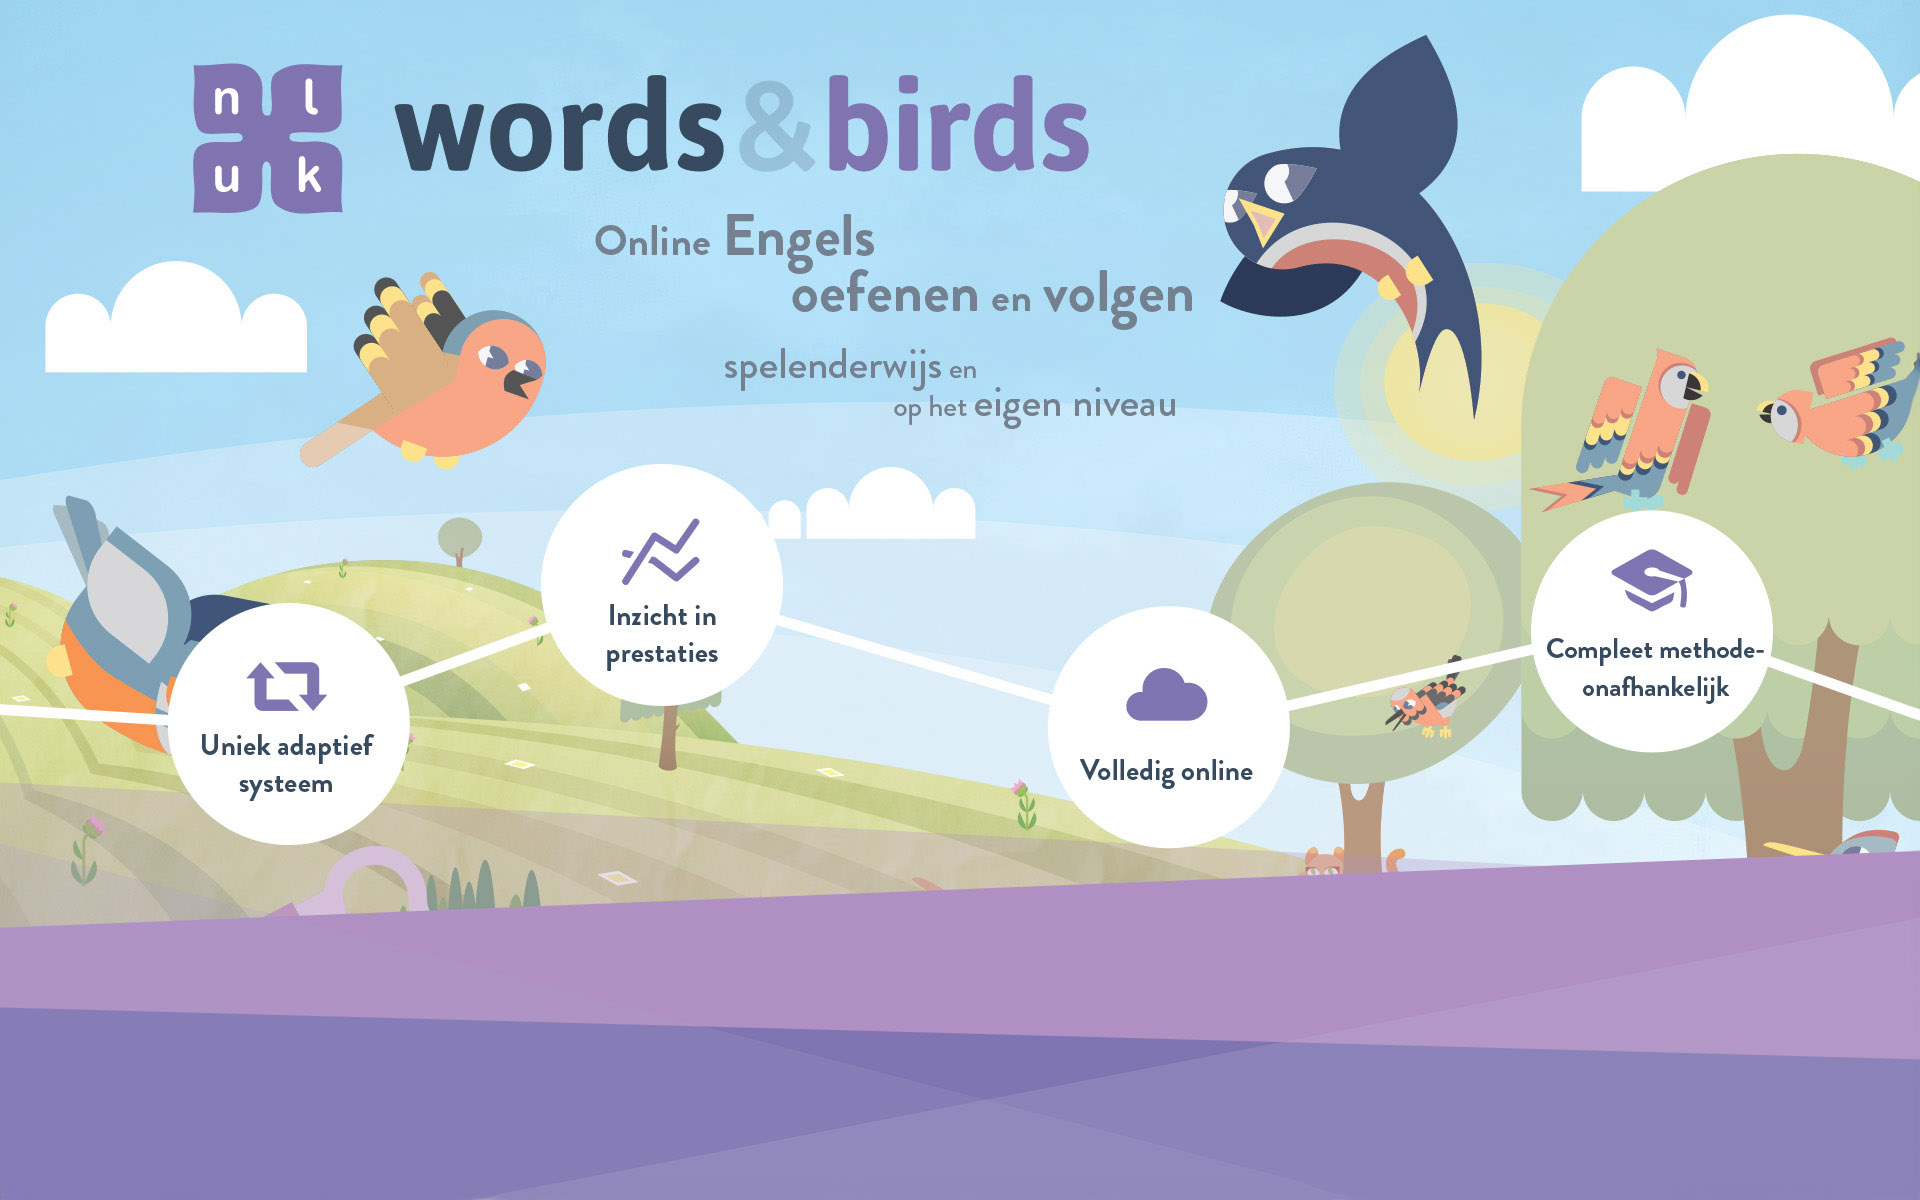 n l
u k
words&birds
Online Engels
oefenen en volgen
spelenderwijs en
op het eigen niveau
Inzicht in
prestaties
Uniek adaptief
systeem
Volledig online
Compleet methode-
onafhankelijk